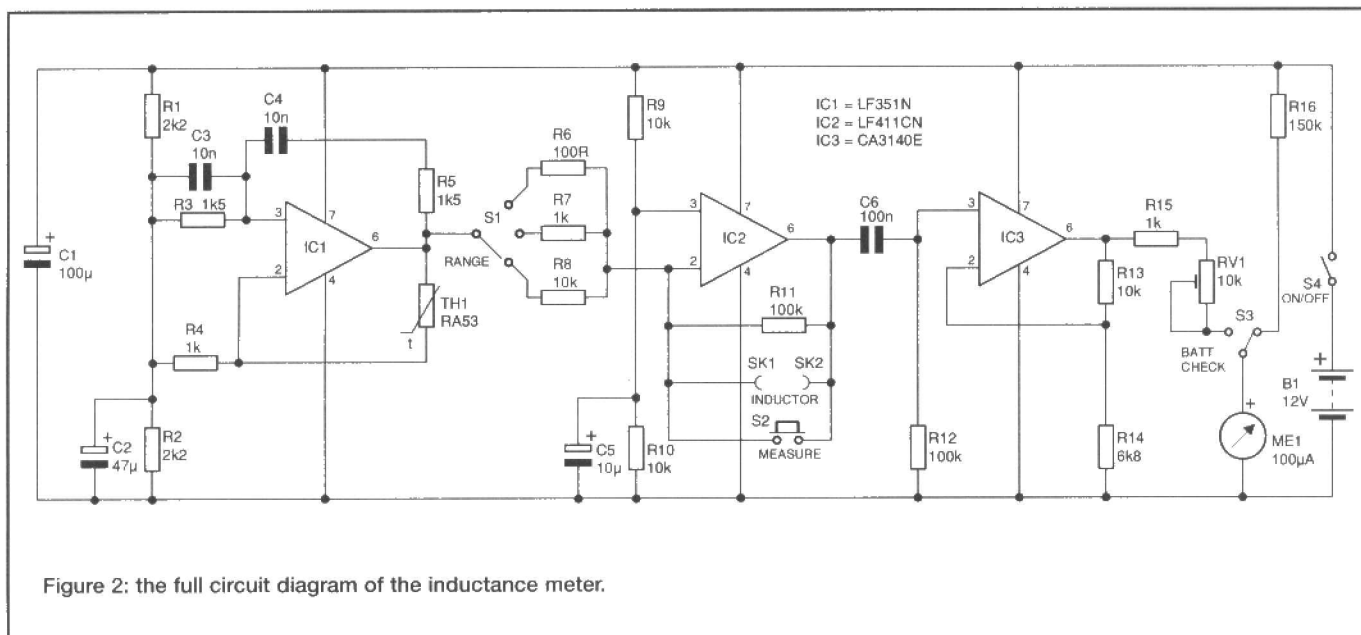 R1
2k2
C3
10n
C4
10n
R3 1k5
R5
1k5
3
7
IC1
6
2
4
C1
100µ
+
R4
1k
TH1
RA53
t
C2
47µ
+
R2
2k2
S1
RANGE
R6
100R
R7
1k
R8
10k
R9
10k
3
7
IC2
6
2
4
R11
100k
SK1 SK2
INDUCTOR
S2
MEASURE
C5
10µ
+
R10
10k
IC1 = LF351N
IC2 = LF411CN
IC3 = CA3140E
C6
100n
R12
100k
3
7
IC3
6
2
4
R15
1k
R13
10k
RV1
10k
R14
6k8
S3
BATT
CHECK
R16
150k
S4
ON/OFF
+
B1
12V
+
ME1
100µA
Figure 2: the full circuit diagram of the inductance meter.